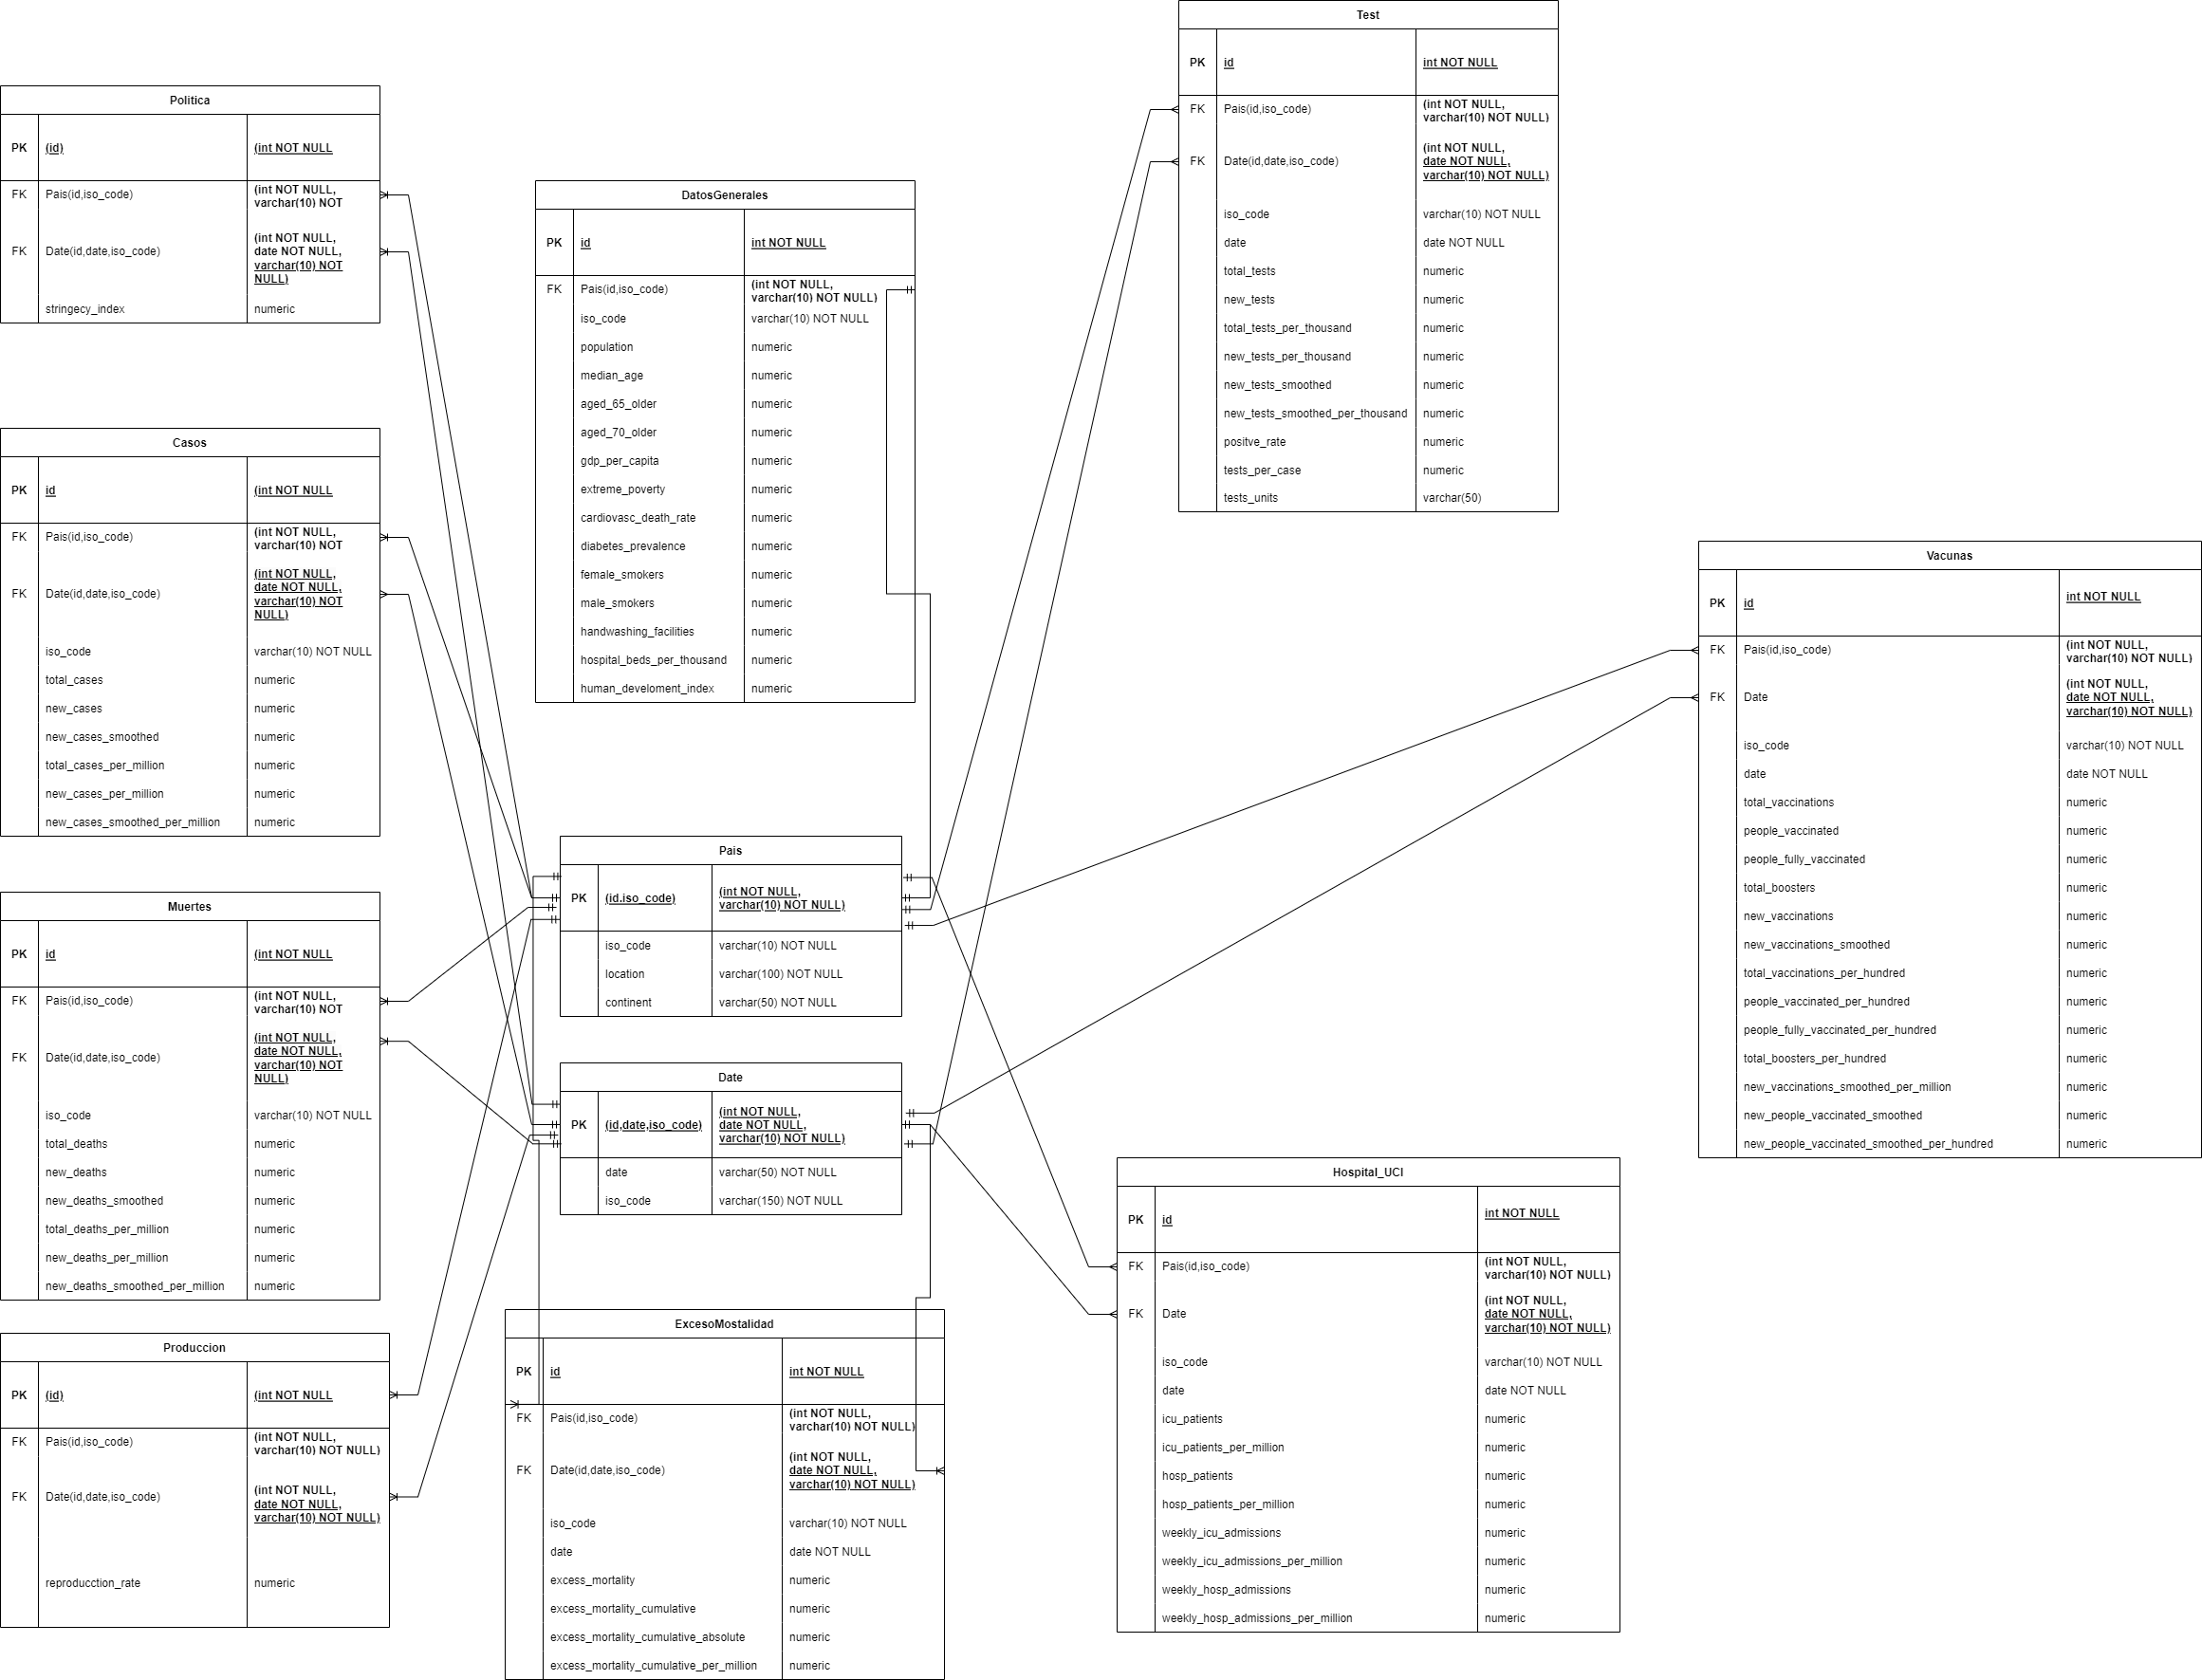 Test
PK id int NOT NULL
FK Pais(id,iso_code) (int NOT NULL,
varchar(10) NOT NULL)
FK Date(id,date,iso_code) (int NOT NULL,
date NOT NULL,
varchar(10) NOT NULL)
iso_code varchar(10) NOT NULL
date date NOT NULL
total_tests numeric
new_tests numeric
total_tests_per_thousand numeric
new_tests_per_thousand numeric
new_tests_smoothed numeric
new_tests_smoothed_per_thousand numeric
positve_rate numeric
tests_per_case numeric
tests_units varchar(50)
Politica
PK (id) (int NOT NULL
FK Pais(id,iso_code) (int NOT NULL,
varchar(10) NOT
FK Date(id,date,iso_code) (int NOT NULL,
date NOT NULL,
varchar(10) NOT
NULL)
stringecy_index numeric
DatosGenerales
PK id int NOT NULL
FK Pais(id,iso_code) (int NOT NULL,
varchar(10) NOT NULL)
iso_code varchar(10) NOT NULL
population numeric
median_age numeric
aged_65_older numeric
aged_70_older numeric
gdp_per_capita numeric
extreme_poverty numeric
cardiovasc_death_rate numeric
diabetes_prevalence numeric
female_smokers numeric
male_smokers numeric
handwashing_facilities numeric
hospital_beds_per_thousand numeric
human_develoment_index numeric
Casos
PK id (int NOT NULL
FK Pais(id,iso_code) (int NOT NULL,
varchar(10) NOT
FK Date(id,date,iso_code) (int NOT NULL,
date NOT NULL,
varchar(10) NOT
NULL)
iso_code varchar(10) NOT NULL
total_cases numeric
new_cases numeric
new_cases_smoothed numeric
total_cases_per_million numeric
new_cases_per_million numeric
new_cases_smoothed_per_million numeric
Vacunas
PK id int NOT NULL
FK Pais(id,iso_code) (int NOT NULL,
varchar(10) NOT NULL)
FK Date (int NOT NULL,
date NOT NULL,
varchar(10) NOT NULL)
iso_code varchar(10) NOT NULL
date date NOT NULL
total_vaccinations numeric
people_vaccinated numeric
people_fully_vaccinated numeric
total_boosters numeric
new_vaccinations numeric
new_vaccinations_smoothed numeric
total_vaccinations_per_hundred numeric
people_vaccinated_per_hundred numeric
people_fully_vaccinated_per_hundred numeric
total_boosters_per_hundred numeric
new_vaccinations_smoothed_per_million numeric
new_people_vaccinated_smoothed numeric
new_people_vaccinated_smoothed_per_hundred numeric
Pais
PK (id.iso_code) (int NOT NULL,
varchar(10) NOT NULL)
iso_code varchar(10) NOT NULL
location varchar(100) NOT NULL
continent varchar(50) NOT NULL
Muertes
PK id (int NOT NULL
FK Pais(id,iso_code) (int NOT NULL,
varchar(10) NOT
FK Date(id,date,iso_code) (int NOT NULL,
date NOT NULL,
varchar(10) NOT
NULL)
iso_code varchar(10) NOT NULL
total_deaths numeric
new_deaths numeric
new_deaths_smoothed numeric
total_deaths_per_million numeric
new_deaths_per_million numeric
new_deaths_smoothed_per_million numeric
Date
PK (id,date,iso_code) (int NOT NULL,
date NOT NULL,
varchar(10) NOT NULL)
date varchar(50) NOT NULL
iso_code varchar(150) NOT NULL
Hospital_UCI
PK id int NOT NULL
FK Pais(id,iso_code) (int NOT NULL,
varchar(10) NOT NULL)
FK Date (int NOT NULL,
date NOT NULL,
varchar(10) NOT NULL)
iso_code varchar(10) NOT NULL
date date NOT NULL
icu_patients numeric
icu_patients_per_million numeric
hosp_patients numeric
hosp_patients_per_million numeric
weekly_icu_admissions numeric
weekly_icu_admissions_per_million numeric
weekly_hosp_admissions numeric
weekly_hosp_admissions_per_million numeric
Produccion
PK (id) (int NOT NULL
FK Pais(id,iso_code) (int NOT NULL,
varchar(10) NOT NULL)
FK Date(id,date,iso_code) (int NOT NULL,
date NOT NULL,
varchar(10) NOT NULL)
reproducction_rate numeric
ExcesoMostalidad
PK id int NOT NULL
FK Pais(id,iso_code) (int NOT NULL,
varchar(10) NOT NULL)
FK Date(id,date,iso_code) (int NOT NULL,
date NOT NULL,
varchar(10) NOT NULL)
iso_code varchar(10) NOT NULL
date date NOT NULL
excess_mortality numeric
excess_mortality_cumulative numeric
excess_mortality_cumulative_absolute numeric
excess_mortality_cumulative_per_million numeric